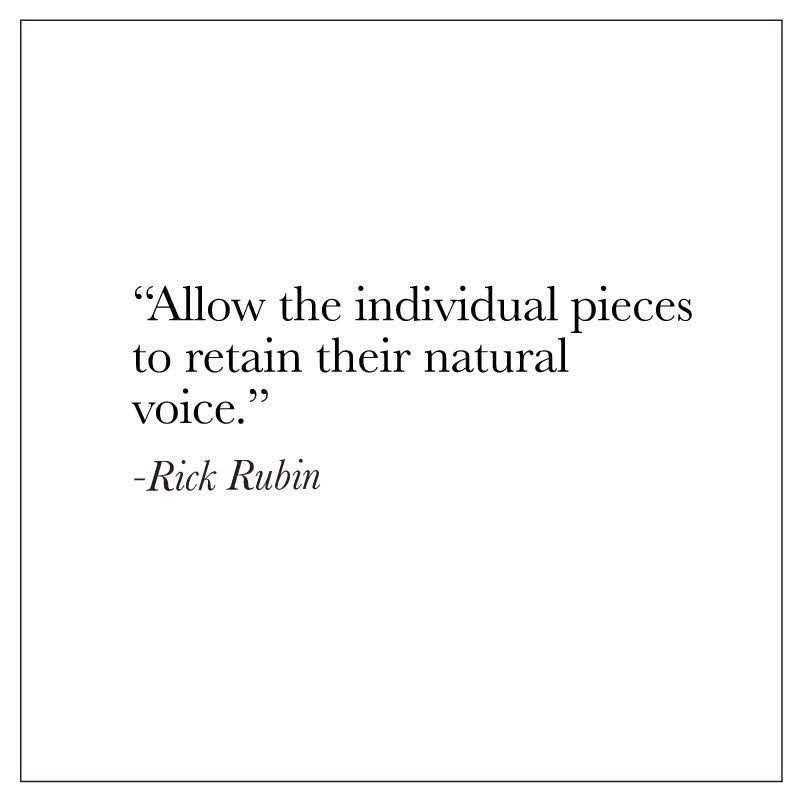 “Allow the individual pieces
to retain their natural
voice.”
-Rick Rubin